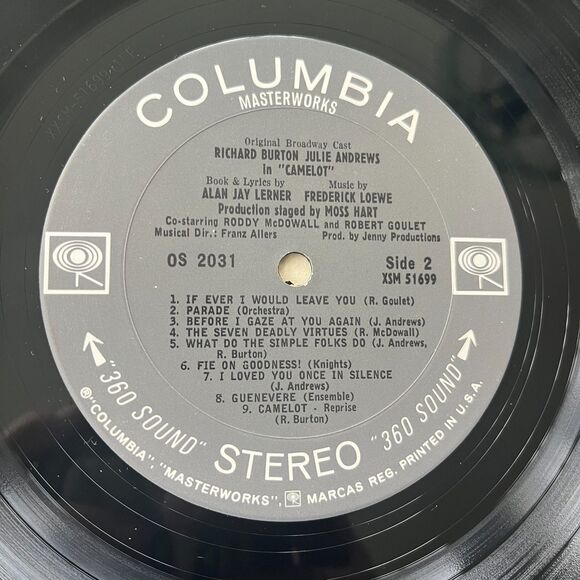 COLUMBIA
MASTERWORKS
Original Broadway Cast
RICHARD BURTON JULIE ANDREWS
in "CAMELOT"
Book & Lyrics by Music by
ALAN JAY LERNER FREDERICK LOEWE
Production staged by MOSS HART
Co-starring RODDY McDOWALL and ROBERT GOULET
Musical Dir.: Franz Allers Prod. by Jenny Productions
OS 2031 Side 2
XSM 51699
1. IF EVER I WOULD LEAVE YOU (R. Goulet)
2. PARADE (Orchestra)
3. BEFORE I GAZE AT YOU AGAIN (J. Andrews)
4. THE SEVEN DEADLY VIRTUES (R. McDowall)
5. WHAT DO THE SIMPLE FOLKS DO (J. Andrews,
R. Burton)
6. FIE ON GOODNESS! (Knights)
7. I LOVED YOU ONCE IN SILENCE
(J. Andrews)
8. GUENEVERE (Ensemble)
9. CAMELOT - Reprise
(R. Burton)
"360 SOUND" STEREO "360 SOUND"
®"COLUMBIA", "MASTERWORKS", MARCAS REG. PRINTED IN U.S.A.